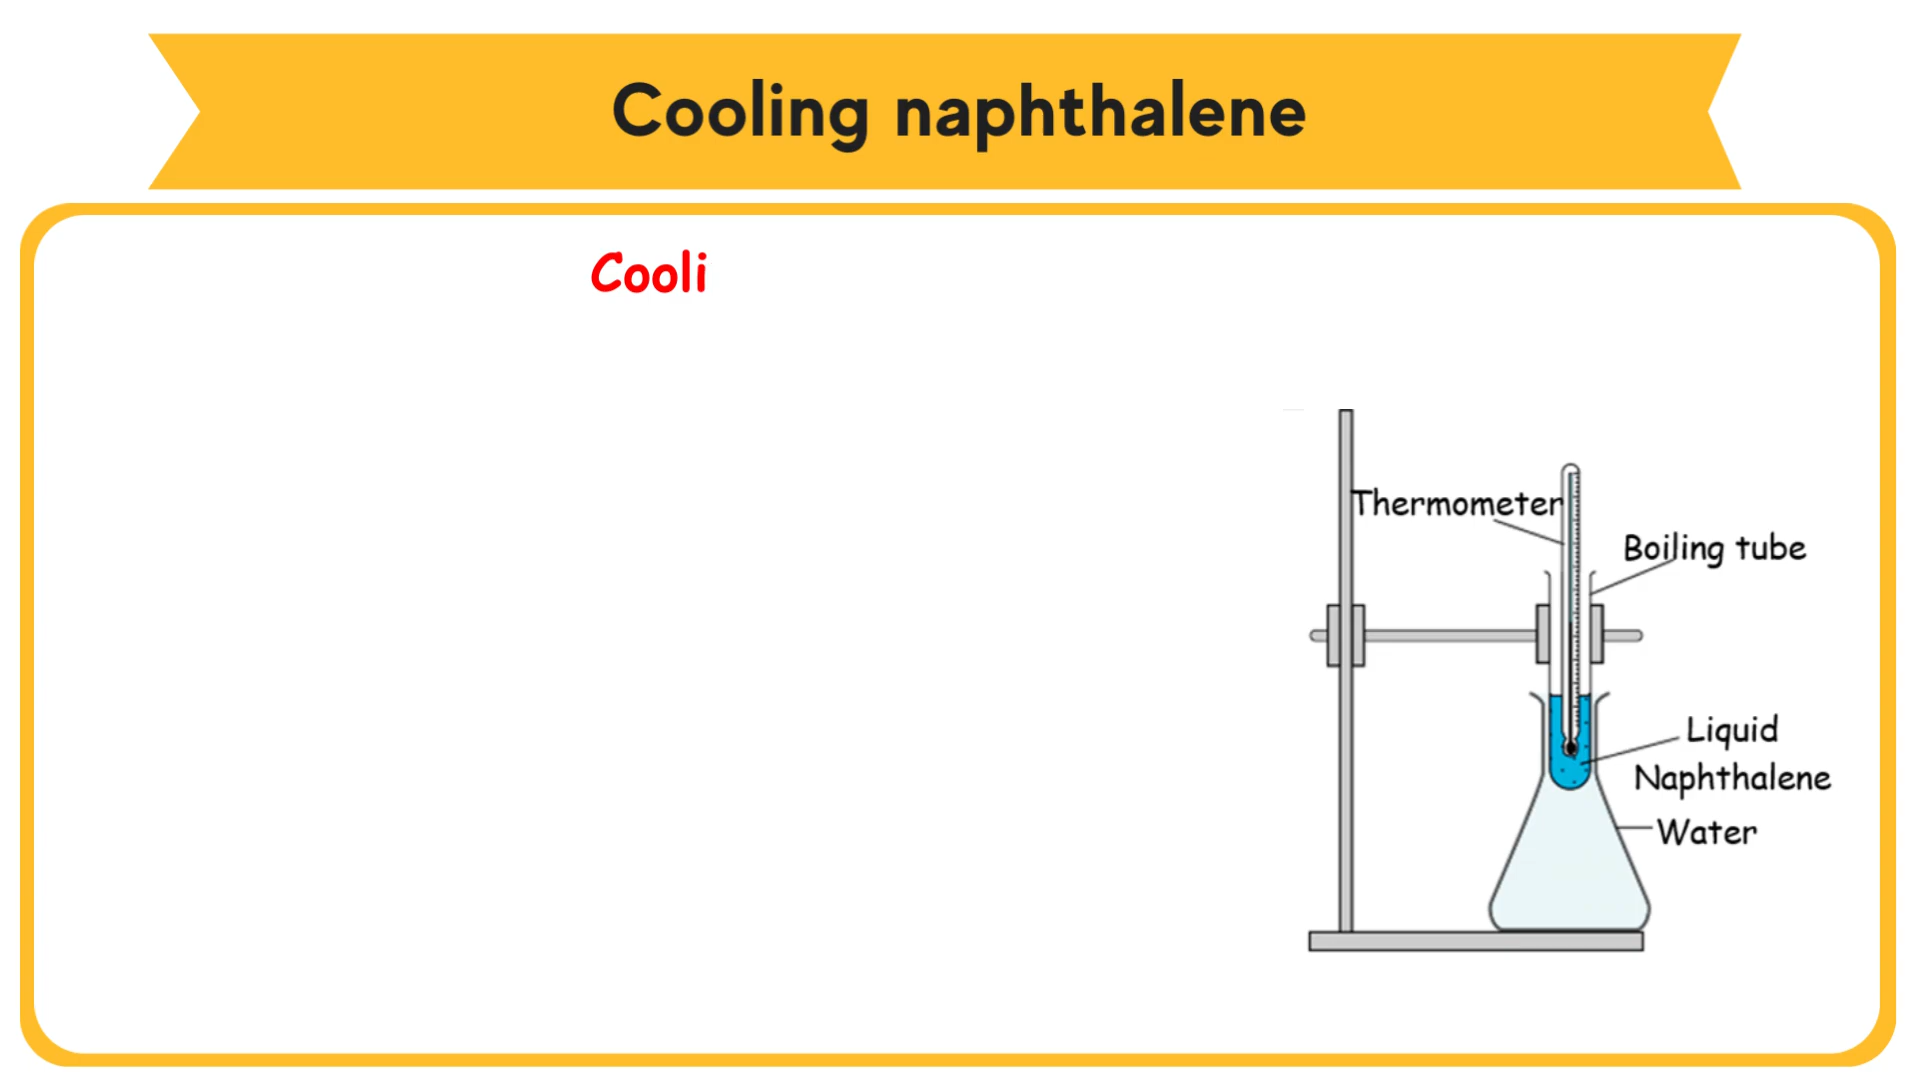 Cooling naphthalene
Cooli
Thermometer
Boiling tube
Liquid
Naphthalene
Water